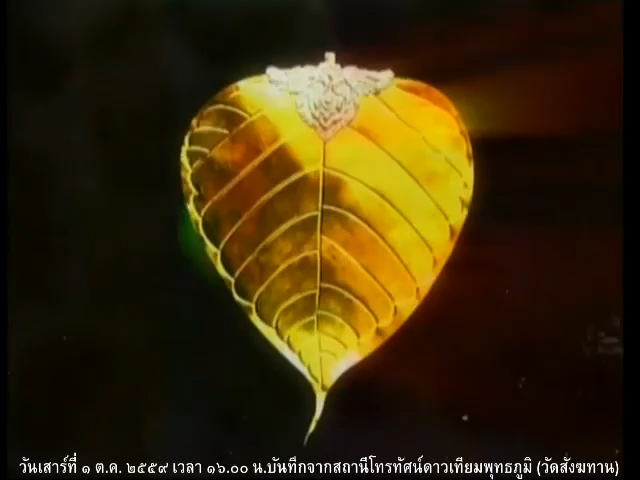 วันเสาร์ที่ ๑ ต.ค. ๒๕๕๙ เวลา ๑๖.๐๐ น.บันทึกจากสถานีโทรทัศน์ดาวเทียมพุทธภูมิ (วัดสังฆทาน)